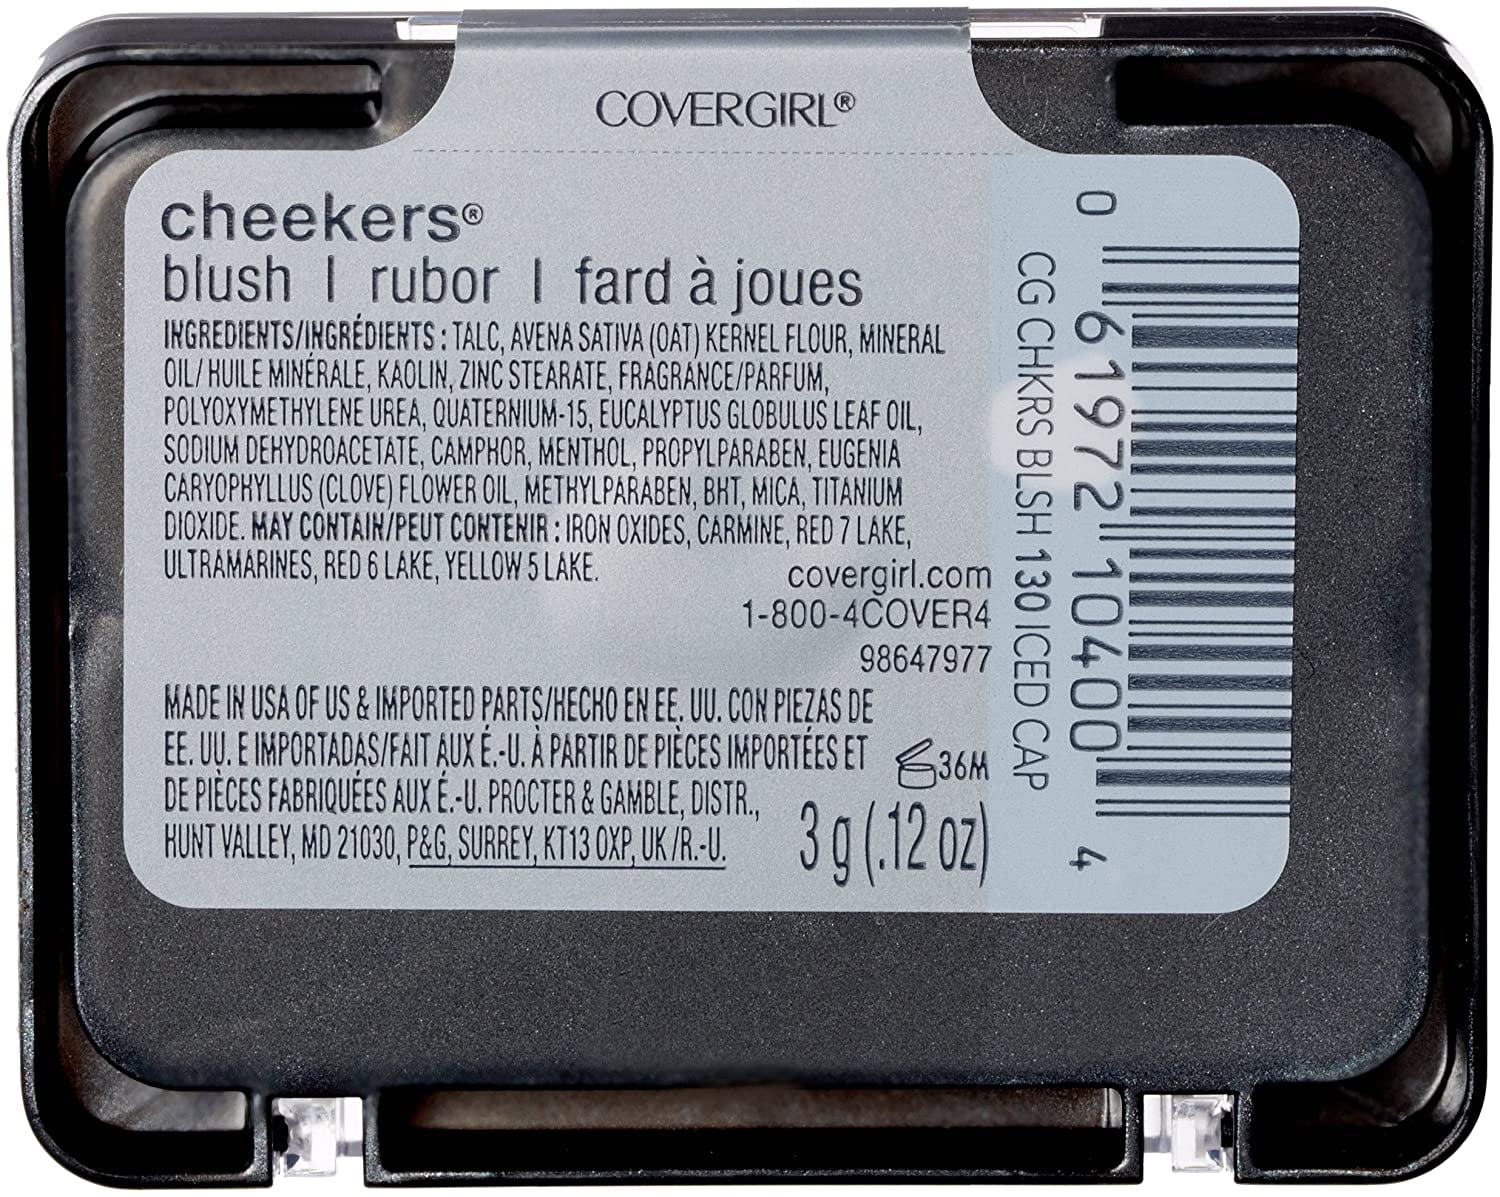 COVERGIRL®
cheekers®
blush | rubor | fard à joues
INGREDIENTS/INGRÉDIENTS : TALC, AVENA SATIVA (OAT) KERNEL FLOUR, MINERAL
OIL/ HUILE MINÉRALE, KAOLIN, ZINC STEARATE, FRAGRANCE/PARFUM,
POLYOXYMETHYLENE UREA, QUATERNIUM-15, EUCALYPTUS GLOBULUS LEAF OIL,
SODIUM DEHYDROACETATE, CAMPHOR, MENTHOL, PROPYLPARABEN, EUGENIA
CARYOPHYLLUS (CLOVE) FLOWER OIL, METHYLPARABEN, BHT, MICA, TITANIUM
DIOXIDE. MAY CONTAIN/PEUT CONTENIR : IRON OXIDES, CARMINE, RED 7 LAKE,
ULTRAMARINES, RED 6 LAKE, YELLOW 5 LAKE.
covergirl.com
1-800-4COVER4
98647977
MADE IN USA OF US & IMPORTED PARTS/HECHO EN EE. UU. CON PIEZAS DE
EE. UU. E IMPORTADAS/FAIT AUX É.-U. À PARTIR DE PIÈCES IMPORTÉES ET
DE PIÈCES FABRIQUÉES AUX É.-U. PROCTER & GAMBLE, DISTR.,
HUNT VALLEY, MD 21030, P&G, SURREY, KT13 0XP, UK/R.-U.
36M
3 g (.12 oz)
CG CHKRS BLSH 130 ICED CAP
0 61972 10400 4